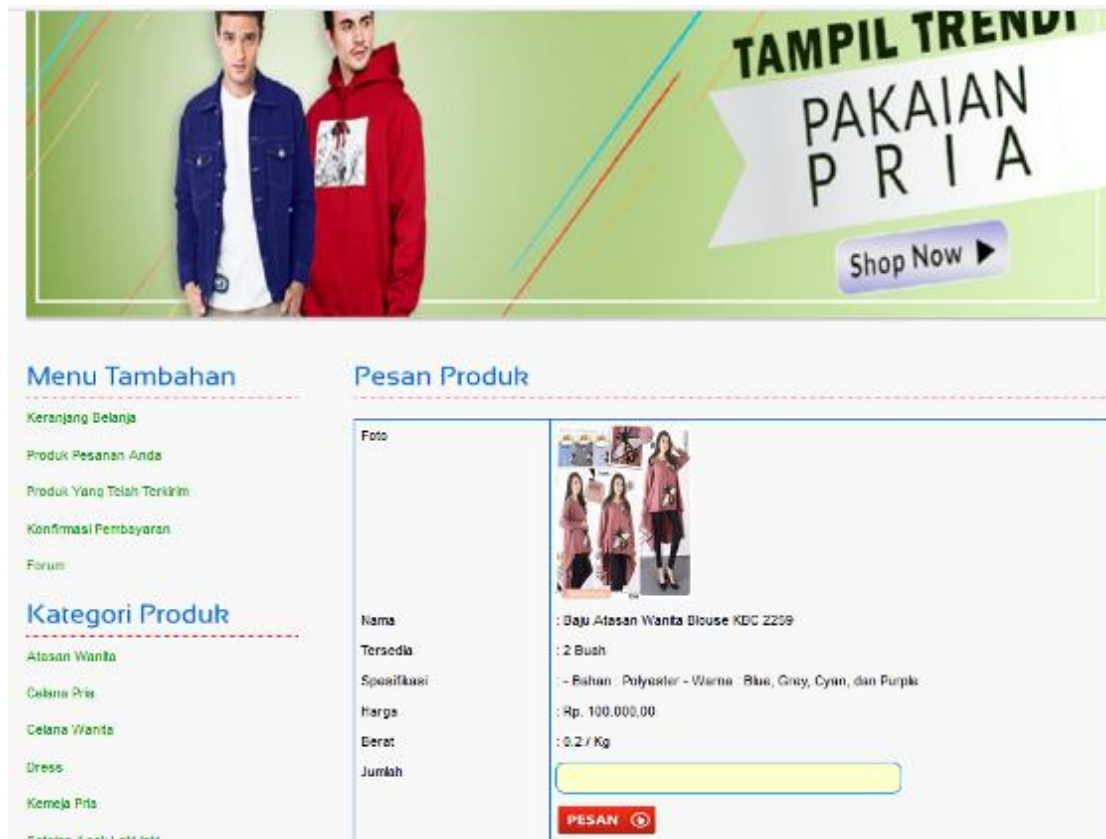 TAMPIL TRENDI
PAKAIAN
PRIA
Shop Now
Menu Tambahan
Keranjang Belanja
Produk Pesanan Anda
Produk Yang Telah Terkirim
Konfirmasi Pembayaran
Forum
Kategori Produk
Atasan Wanita
Celana Pria
Celana Wanita
Dress
Kemeja Pria
Pesan Produk
Foto
Nama : Baju Atasan Wanita Blouse KBC 2259
Tersedia : 2 Buah
Spesifikasi : - Bahan : Polyester - Warna : Blue, Grey, Cyan, dan Purple
Harga : Rp. 100.000,00
Berat : 0.2 / Kg
Jumlah
PESAN